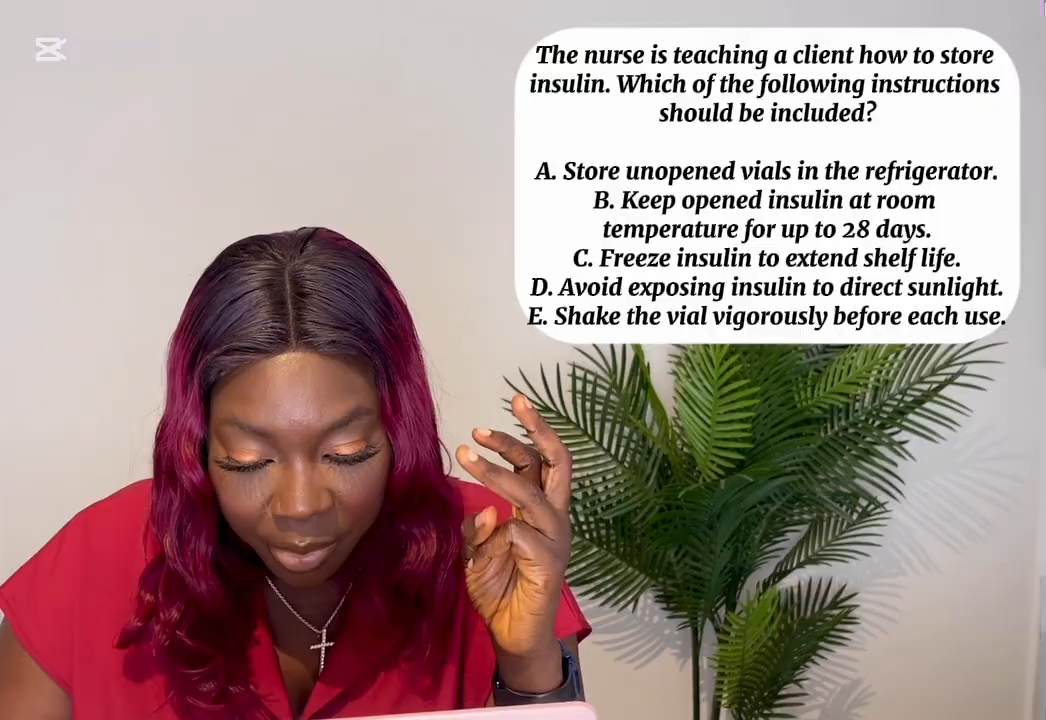 The nurse is teaching a client how to store
insulin. Which of the following instructions
should be included?
A. Store unopened vials in the refrigerator.
B. Keep opened insulin at room
temperature for up to 28 days.
C. Freeze insulin to extend shelf life.
D. Avoid exposing insulin to direct sunlight.
E. Shake the vial vigorously before each use.